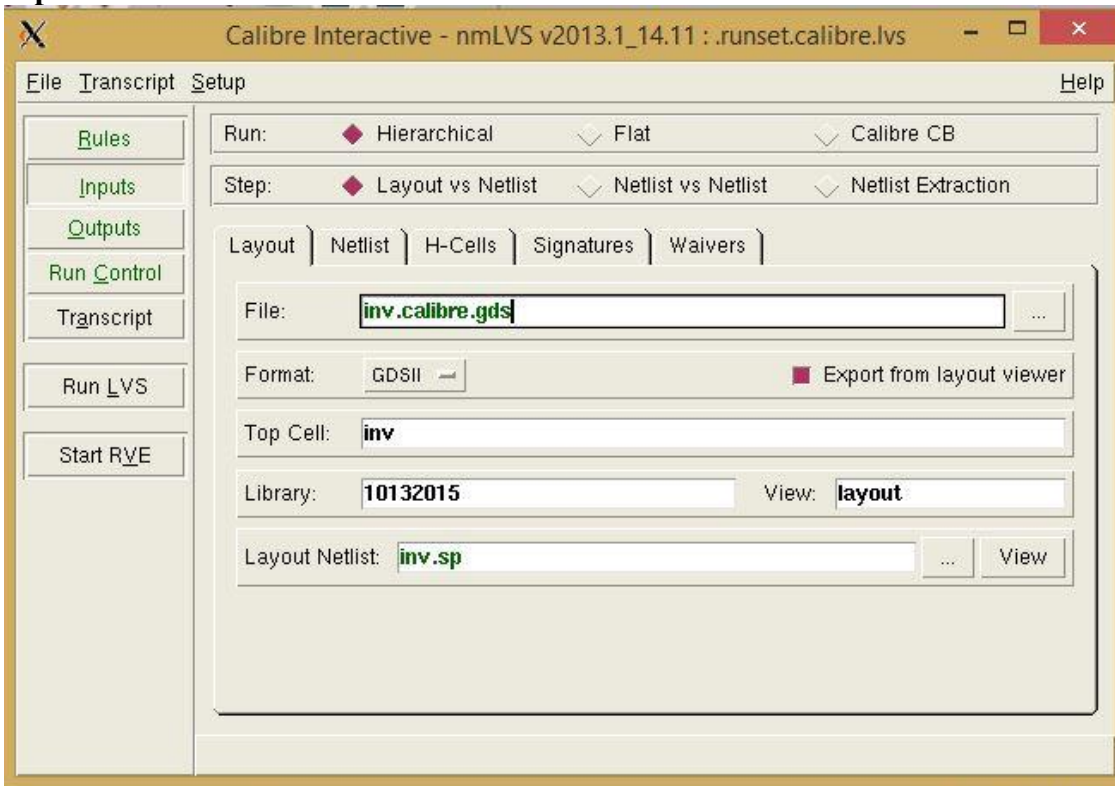 Calibre Interactive - nmLVS v2013.1_14.11 : .runset.calibre.lvs
File Transcript Setup Help
Rules
Inputs
Outputs
Run Control
Transcript
Run LVS
Start RVE
Run: Hierarchical Flat Calibre CB
Step: Layout vs Netlist Netlist vs Netlist Netlist Extraction
Layout Netlist H-Cells Signatures Waivers
File: inv.calibre.gds ...
Format: GDSII Export from layout viewer
Top Cell: inv
Library: 10132015 View: layout
Layout Netlist: inv.sp ... View